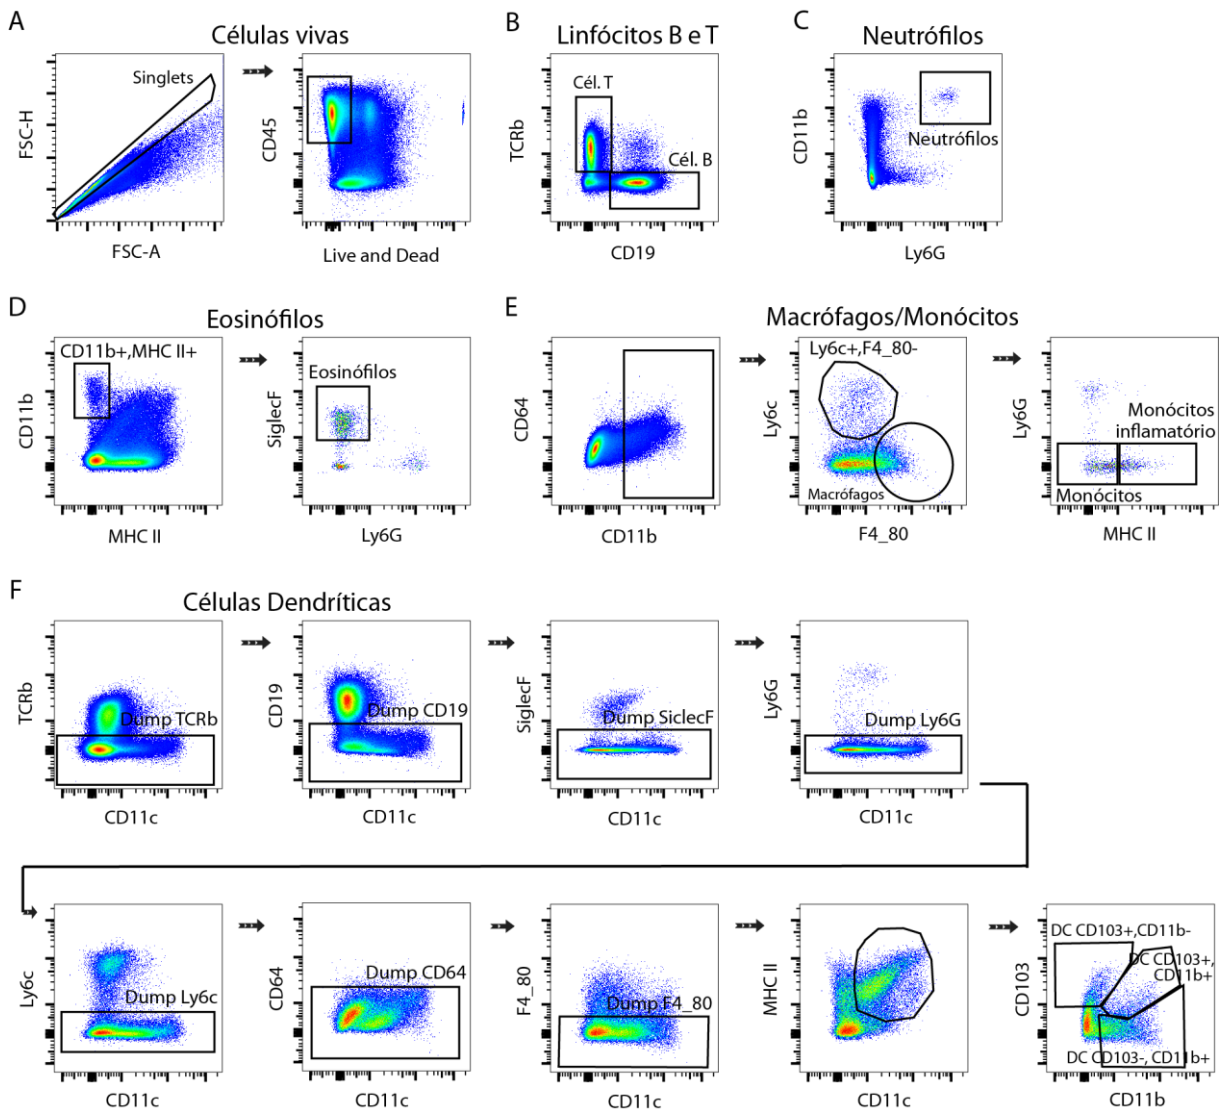 A
Células vivas
Singlets
FSC-H
FSC-A
CD45
Live and Dead
B
Linfócitos B e T
Cél. T
Cél. B
TCRb
CD19
C
Neutrófilos
CD11b
Neutrófilos
Ly6G
D
Eosinófilos
CD11b+,MHC II+
CD11b
MHC II
Eosinófilos
SiglecF
Ly6G
E
Macrófagos/Monócitos
CD64
CD11b
Ly6c+,F4_80-
Ly6c
Macrófagos
F4_80
Ly6G
Monócitos
inflamatório
Monócitos
MHC II
F
Células Dendríticas
TCRb
Dump TCRb
CD11c
CD19
Dump CD19
CD11c
SiglecF
Dump SiclecF
CD11c
Ly6G
Dump Ly6G
CD11c
Ly6c
Dump Ly6c
CD11c
CD64
Dump CD64
CD11c
F4_80
Dump F4_80
CD11c
MHC II
CD11c
CD103
DC CD103+,CD11b-
DC CD103+,
CD11b+
DC CD103-, CD11b+
CD11b